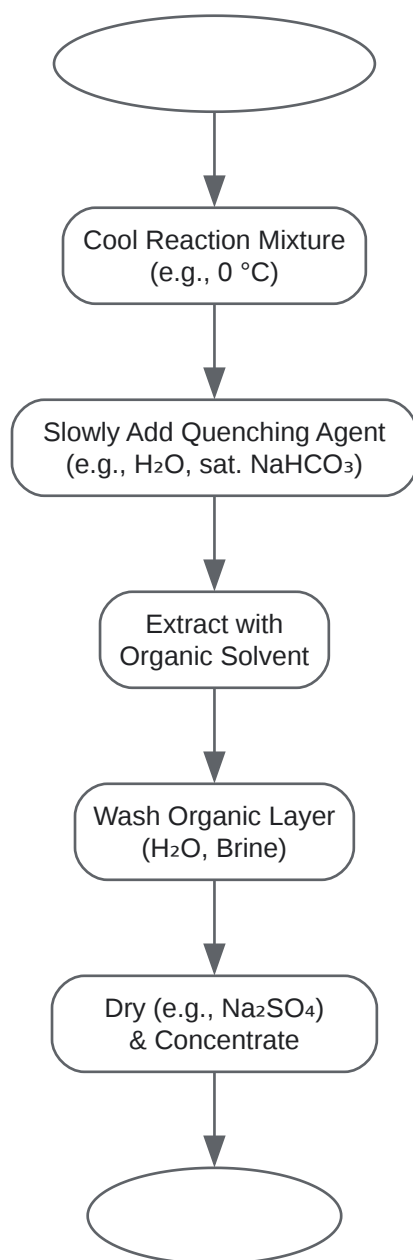 Cool Reaction Mixture
(e.g., 0 °C)
Slowly Add Quenching Agent
(e.g., H₂O, sat. NaHCO₃)
Extract with
Organic Solvent
Wash Organic Layer
(H₂O, Brine)
Dry (e.g., Na₂SO₄)
& Concentrate